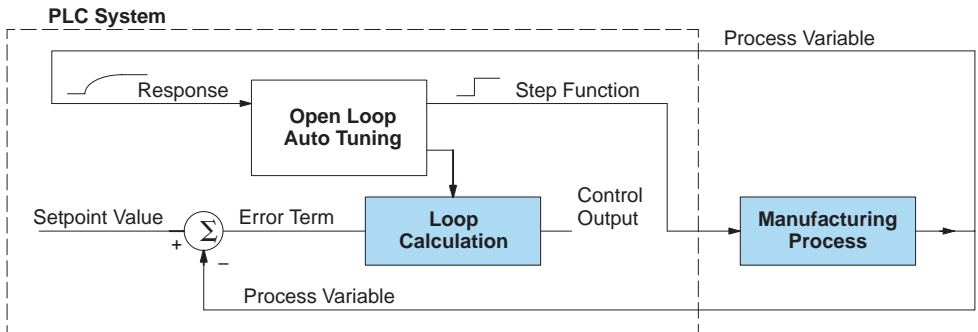 PLC System
Process Variable
Response
Step Function
Open Loop
Auto Tuning
Control
Output
Setpoint Value
Error Term
Loop
Calculation
Manufacturing
Process
+
Σ
−
Process Variable